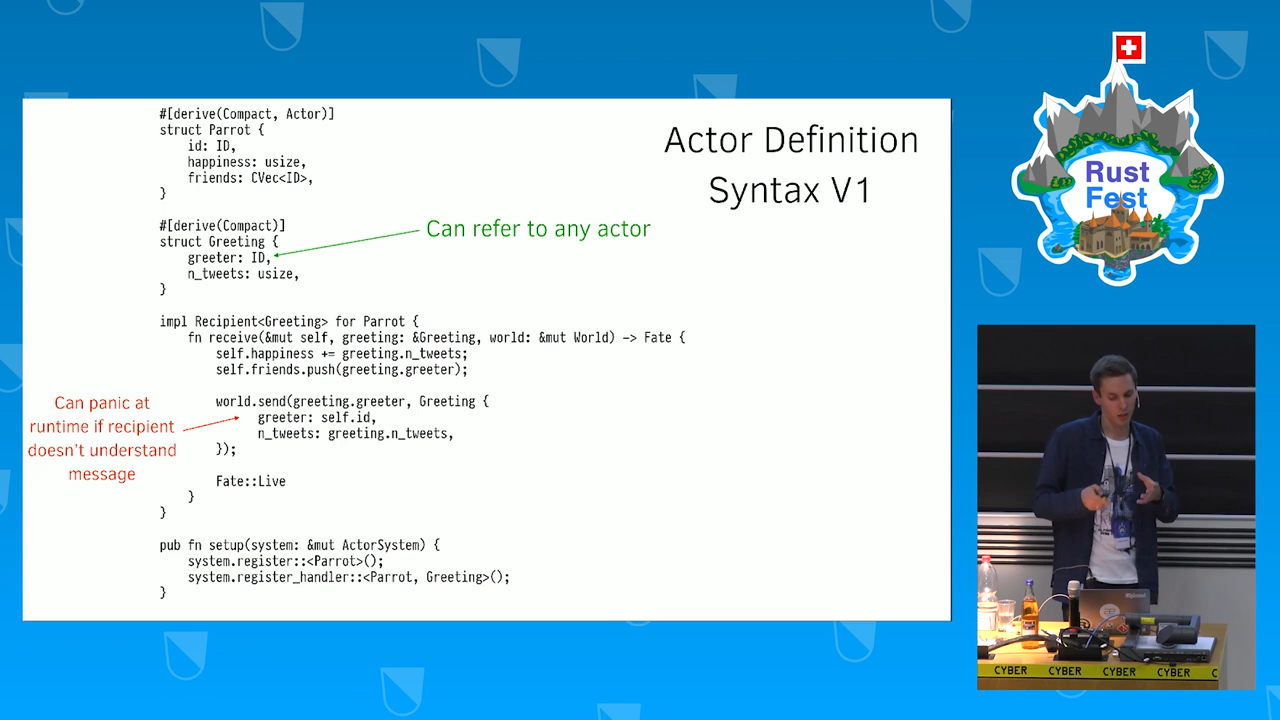 #[derive(Compact, Actor)]
struct Parrot {
id: ID,
happiness: usize,
friends: CVec<ID>,
}
#[derive(Compact)]
struct Greeting {
greeter: ID,
n_tweets: usize,
}
impl Recipient<Greeting> for Parrot {
fn receive(&mut self, greeting: &Greeting, world: &mut World) -> Fate {
self.happiness += greeting.n_tweets;
self.friends.push(greeting.greeter);
world.send(greeting.greeter, Greeting {
greeter: self.id,
n_tweets: greeting.n_tweets,
});
Fate::Live
}
}
pub fn setup(system: &mut ActorSystem) {
system.register::<Parrot>();
system.register_handler::<Parrot, Greeting>();
}
Actor Definition
Syntax V1
Can refer to any actor
Can panic at
runtime if recipient
doesn't understand
message
Rust
Fest
CYBER CYBER CYBER CYBER C